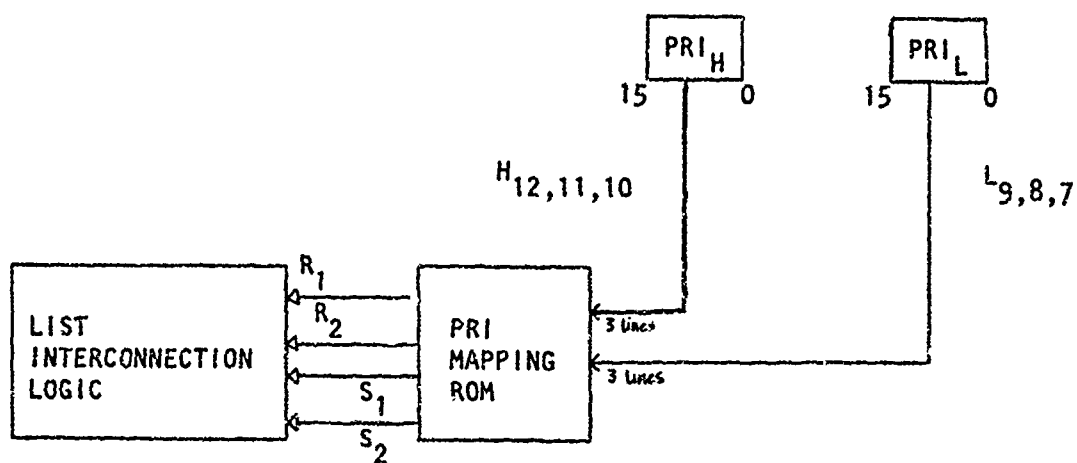 PRI_H
PRI_L
15 0
15 0
H_12,11,10
L_9,8,7
R_1
R_2
S_1
S_2
LIST
INTERCONNECTION
LOGIC
PRI
MAPPING
ROM
3 lines
3 lines